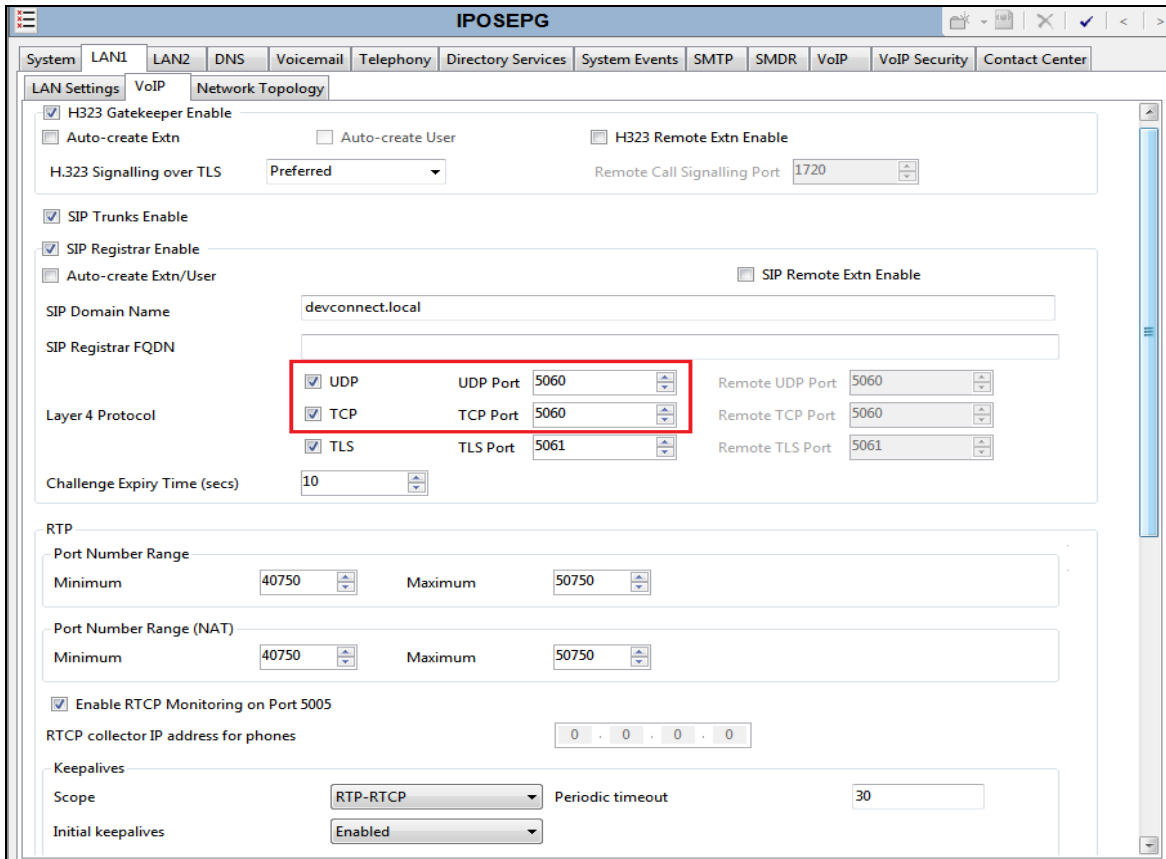 IPOSEPG
System LAN1 LAN2 DNS Voicemail Telephony Directory Services System Events SMTP SMDR VoIP VoIP Security Contact Center
LAN Settings VoIP Network Topology
H323 Gatekeeper Enable
Auto-create Extn Auto-create User H323 Remote Extn Enable
H.323 Signalling over TLS Preferred Remote Call Signalling Port 1720
SIP Trunks Enable
SIP Registrar Enable
Auto-create Extn/User SIP Remote Extn Enable
SIP Domain Name devconnect.local
SIP Registrar FQDN
UDP UDP Port 5060 Remote UDP Port 5060
Layer 4 Protocol TCP TCP Port 5060 Remote TCP Port 5060
TLS TLS Port 5061 Remote TLS Port 5061
Challenge Expiry Time (secs) 10
RTP
Port Number Range
Minimum 40750 Maximum 50750
Port Number Range (NAT)
Minimum 40750 Maximum 50750
Enable RTCP Monitoring on Port 5005
RTCP collector IP address for phones 0 . 0 . 0 . 0
Keepalives
Scope RTP-RTCP Periodic timeout 30
Initial keepalives Enabled